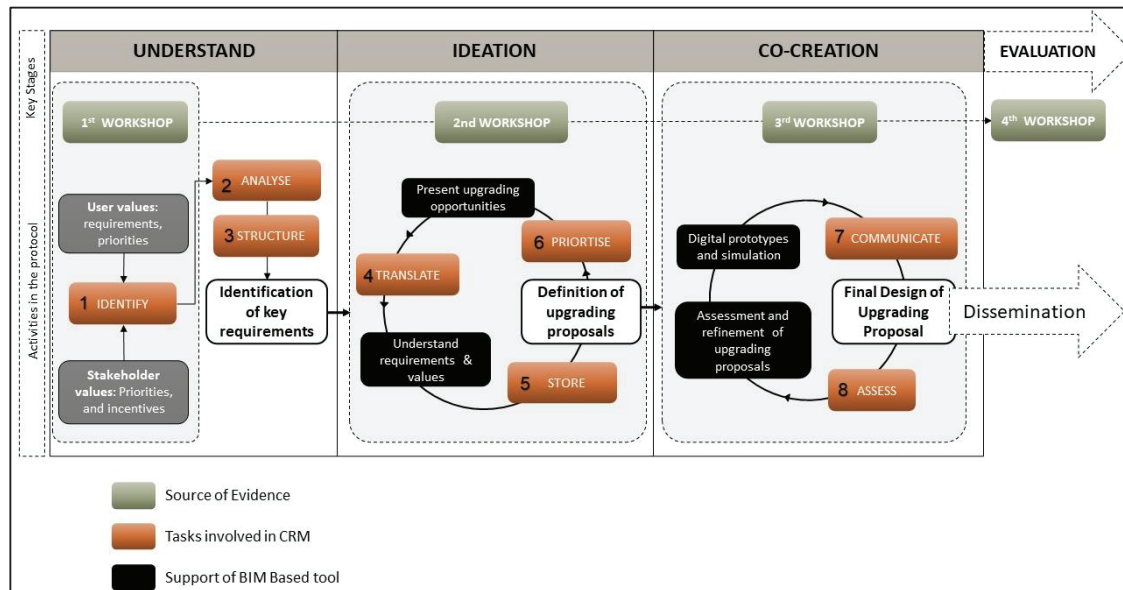 Key Stages
UNDERSTAND
IDEATION
CO-CREATION
EVALUATION
1st WORKSHOP
2nd WORKSHOP
3rd WORKSHOP
4th WORKSHOP
Activities in the protocol
User values:
requirements,
priorities
1 IDENTIFY
Stakeholder
values: Priorities,
and incentives
2 ANALYSE
3 STRUCTURE
Identification
of key
requirements
Present upgrading
opportunities
4 TRANSLATE
Understand
requirements &
values
5 STORE
6 PRIORTISE
Definition of
upgrading
proposals
Digital prototypes
and simulation
7 COMMUNICATE
Assessment and
refinement of
upgrading
proposals
Final Design of
Upgrading
Proposal
8 ASSESS
Dissemination
Source of Evidence
Tasks involved in CRM
Support of BIM Based tool